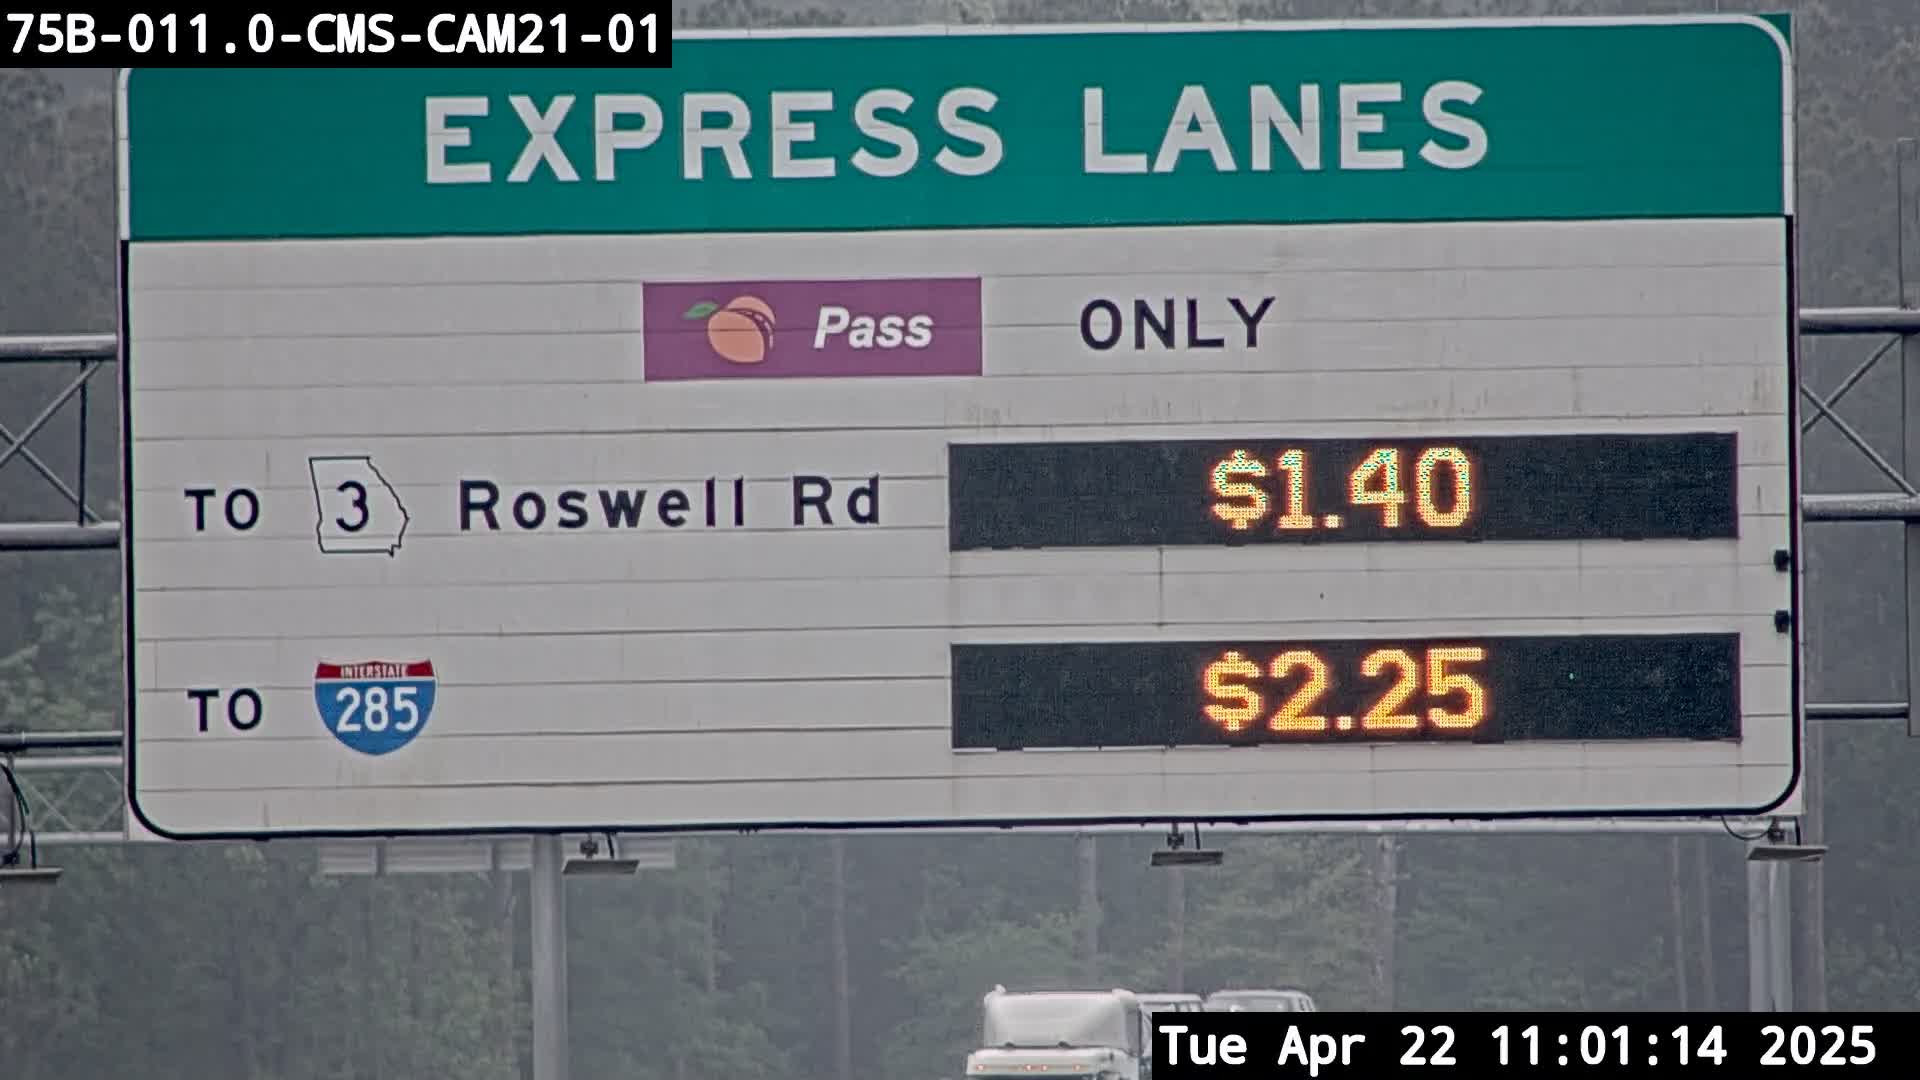 75B-011.0-CMS-CAM21-01
EXPRESS LANES
Pass ONLY
TO 3 Roswell Rd $1.40
INTERSTATE
TO 285 $2.25
Tue Apr 22 11:01:14 2025